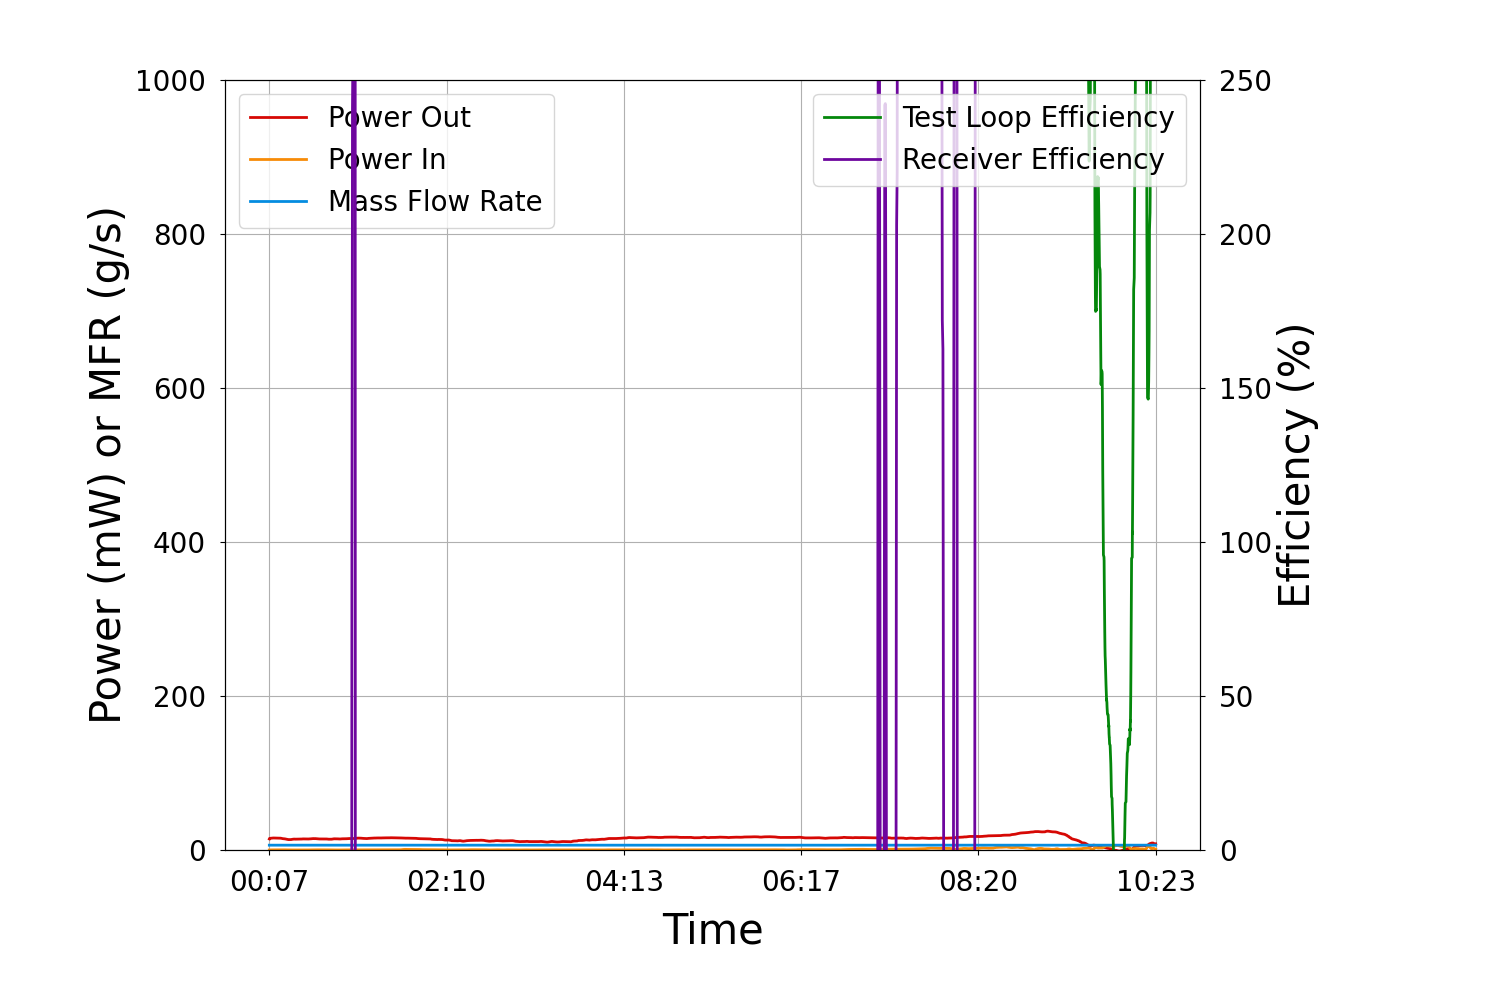 1000
800
600
400
200
0
Power (mW) or MFR (g/s)
Power Out
Power In
Mass Flow Rate
Test Loop Efficiency
Receiver Efficiency
250
200
150
100
50
0
Efficiency (%)
00:07 02:10 04:13 06:17 08:20 10:23
Time